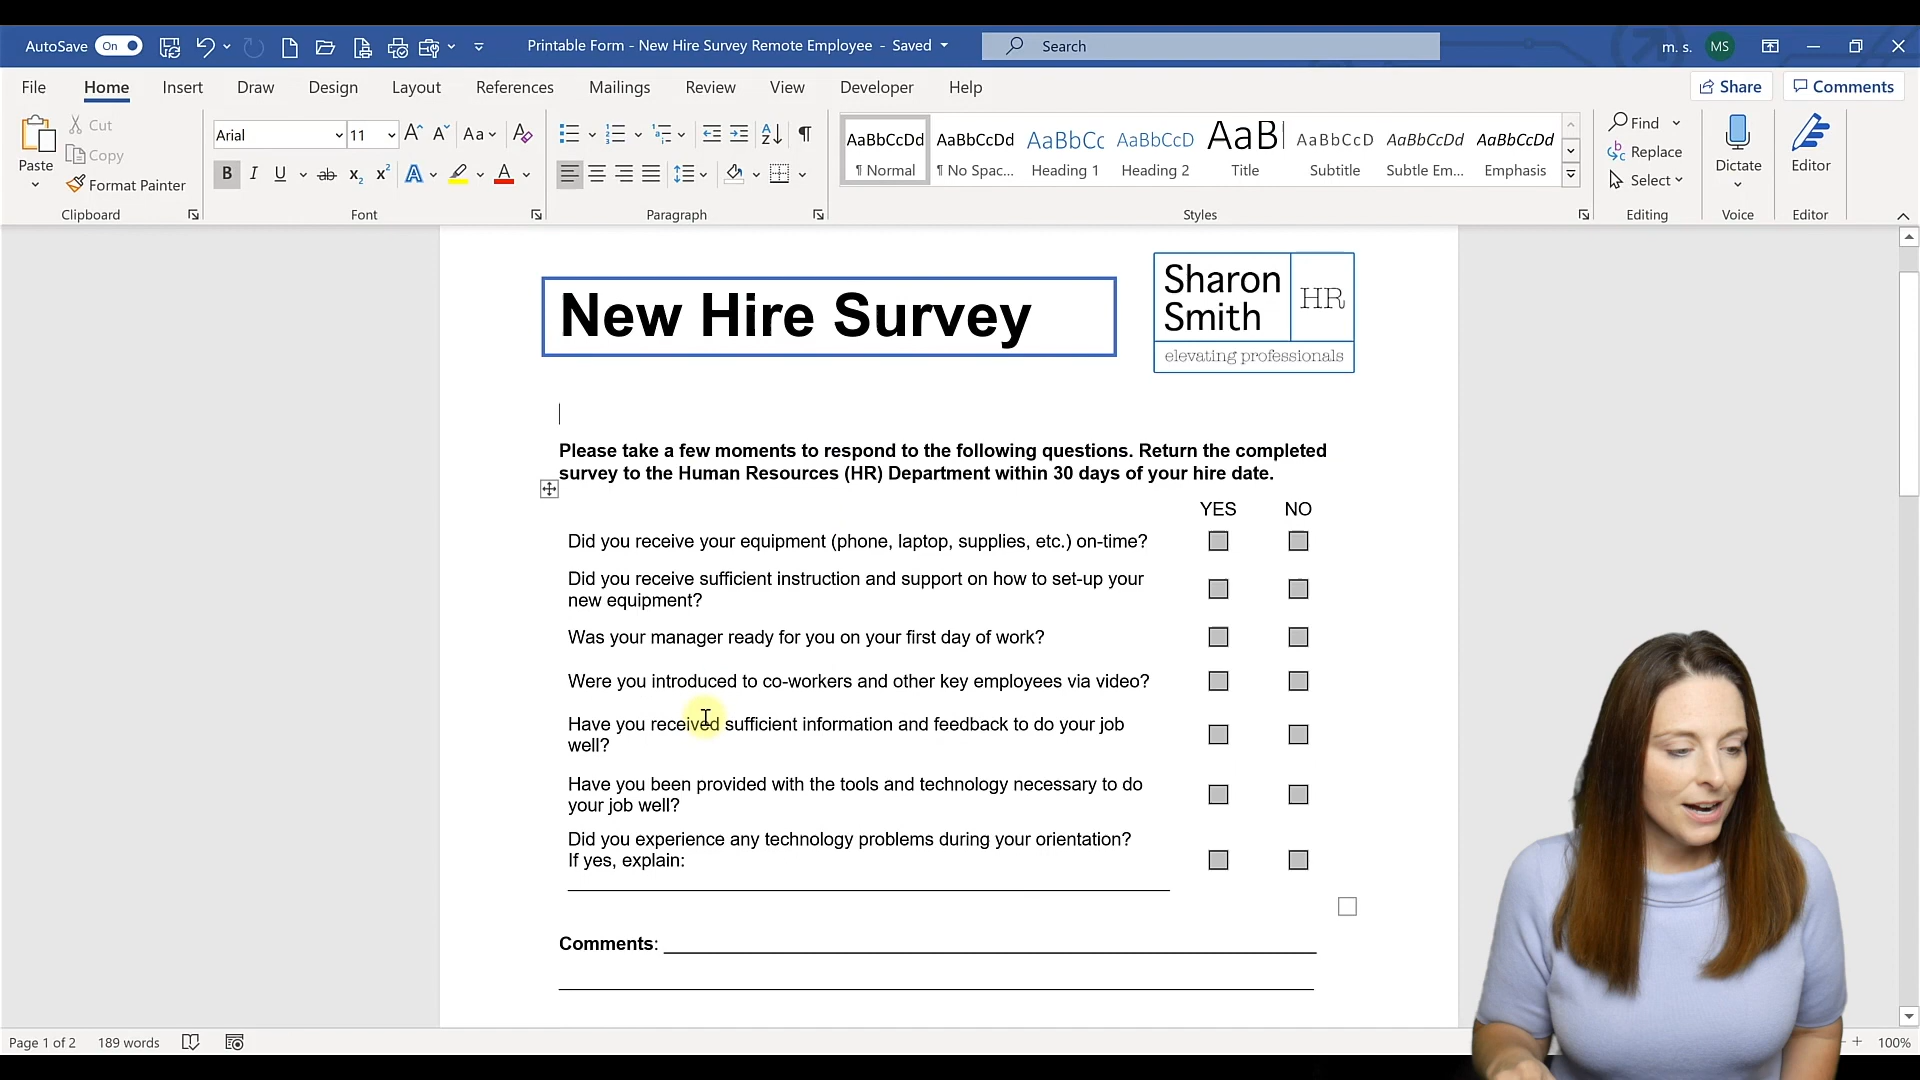 AutoSave On
Printable Form - New Hire Survey Remote Employee - Saved
Search
m. s. MS
File Home Insert Draw Design Layout References Mailings Review View Developer Help
Share Comments
Paste
Cut
Copy
Format Painter
Clipboard
Arial 11
Font
Paragraph
AaBbCcDd AaBbCcDd AaBbCc AaBbCcD AaB AaBbCcD AaBbCcDd AaBbCcDd
¶ Normal ¶ No Spac... Heading 1 Heading 2 Title Subtitle Subtle Em... Emphasis
Styles
Find
Replace
Select
Editing
Dictate
Voice
Editor
Editor
New Hire Survey
Sharon
Smith
HR
elevating professionals
Please take a few moments to respond to the following questions. Return the completed
survey to the Human Resources (HR) Department within 30 days of your hire date.
YES NO
Did you receive your equipment (phone, laptop, supplies, etc.) on-time?
Did you receive sufficient instruction and support on how to set-up your
new equipment?
Was your manager ready for you on your first day of work?
Were you introduced to co-workers and other key employees via video?
Have you received sufficient information and feedback to do your job
well?
Have you been provided with the tools and technology necessary to do
your job well?
Did you experience any technology problems during your orientation?
If yes, explain:
Comments:
Page 1 of 2 189 words
100%